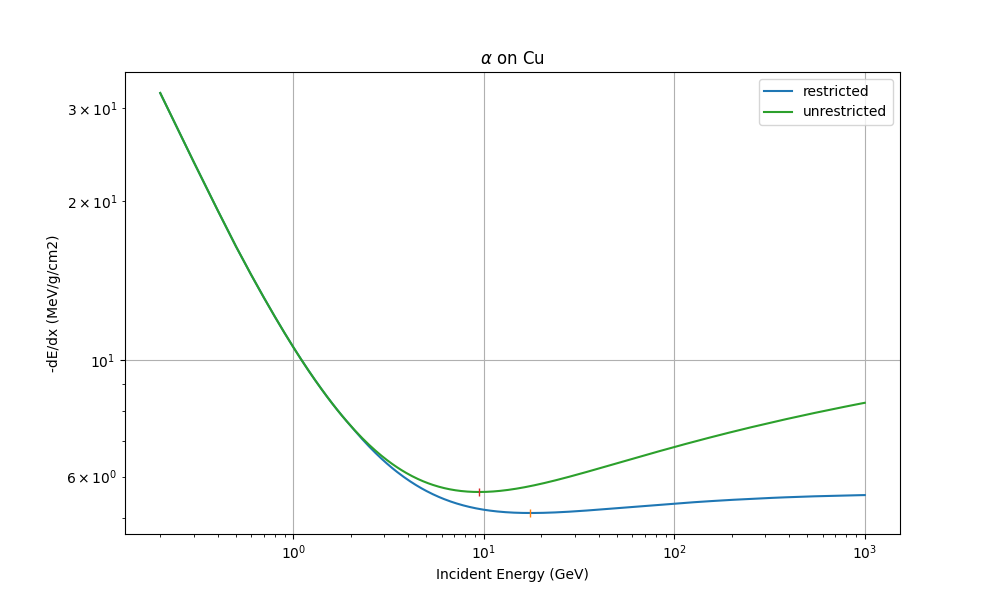 α on Cu
restricted
unrestricted
-dE/dx (MeV/g/cm2)
3 × 10¹
2 × 10¹
10¹
6 × 10⁰
10⁰ 10¹ 10² 10³
Incident Energy (GeV)